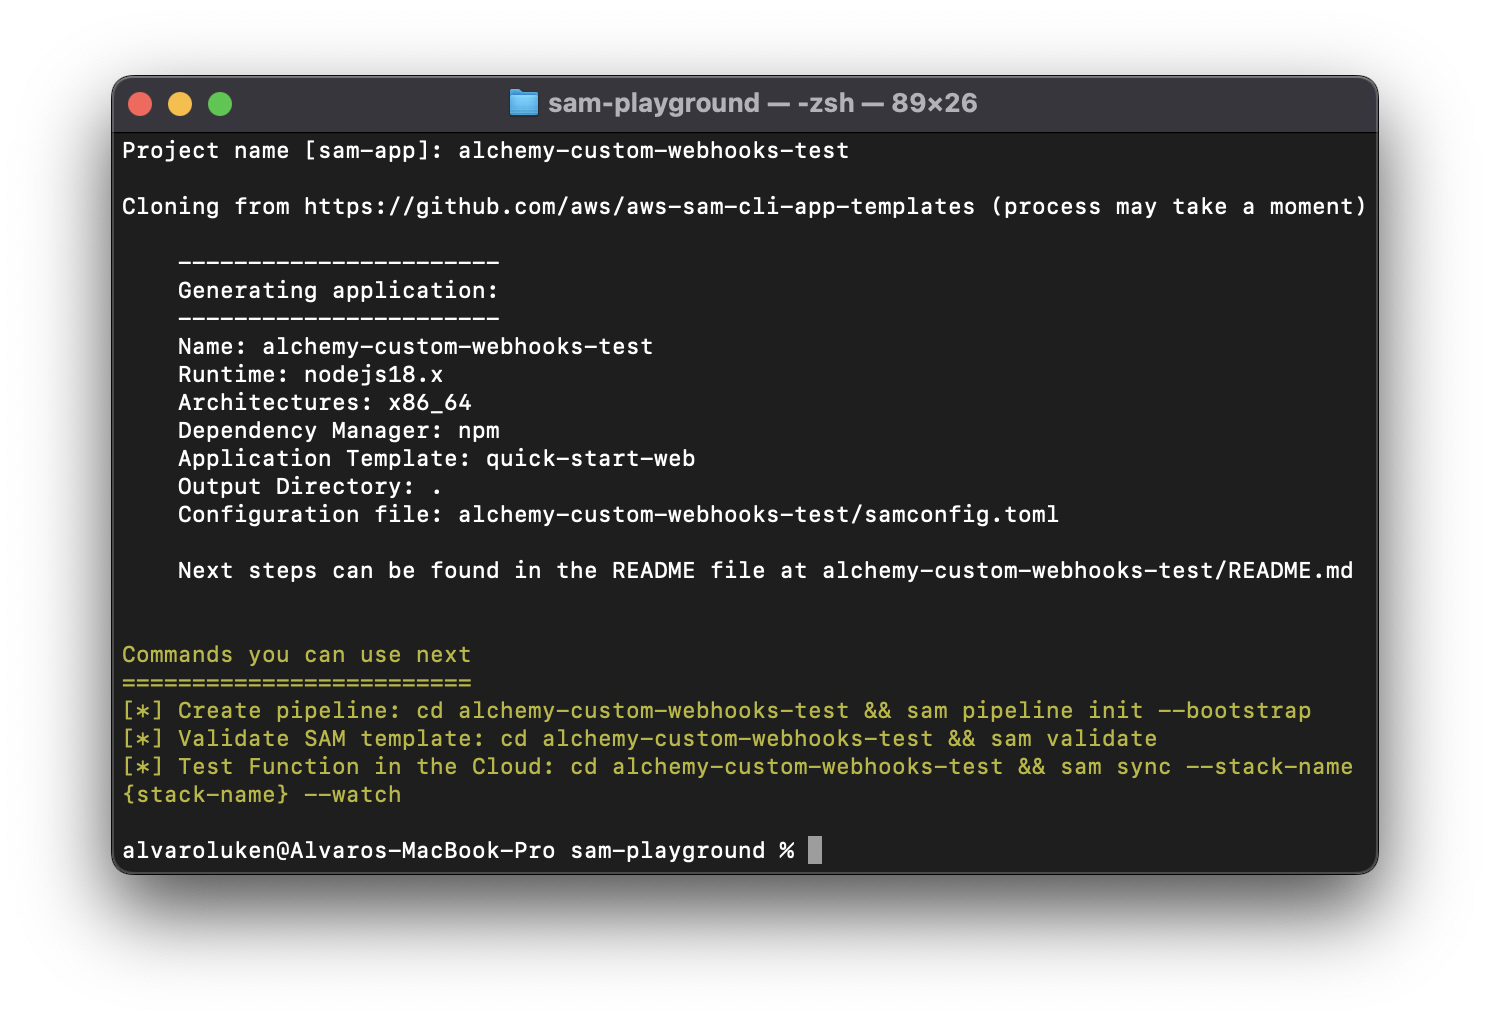 sam-playground — -zsh — 89×26
Project name [sam-app]: alchemy-custom-webhooks-test
Cloning from https://github.com/aws/aws-sam-cli-app-templates (process may take a moment)
-----------------------
Generating application:
-----------------------
Name: alchemy-custom-webhooks-test
Runtime: nodejs18.x
Architectures: x86_64
Dependency Manager: npm
Application Template: quick-start-web
Output Directory: .
Configuration file: alchemy-custom-webhooks-test/samconfig.toml
Next steps can be found in the README file at alchemy-custom-webhooks-test/README.md
Commands you can use next
=========================
[*] Create pipeline: cd alchemy-custom-webhooks-test && sam pipeline init --bootstrap
[*] Validate SAM template: cd alchemy-custom-webhooks-test && sam validate
[*] Test Function in the Cloud: cd alchemy-custom-webhooks-test && sam sync --stack-name
{stack-name} --watch
alvaroluken@Alvaros-MacBook-Pro sam-playground %